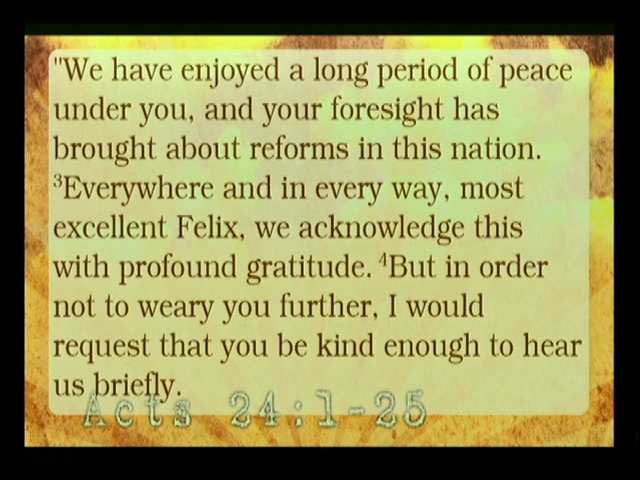 "We have enjoyed a long period of peace
under you, and your foresight has
brought about reforms in this nation.
³Everywhere and in every way, most
excellent Felix, we acknowledge this
with profound gratitude. ⁴But in order
not to weary you further, I would
request that you be kind enough to hear
us briefly.
Acts 24:1-25